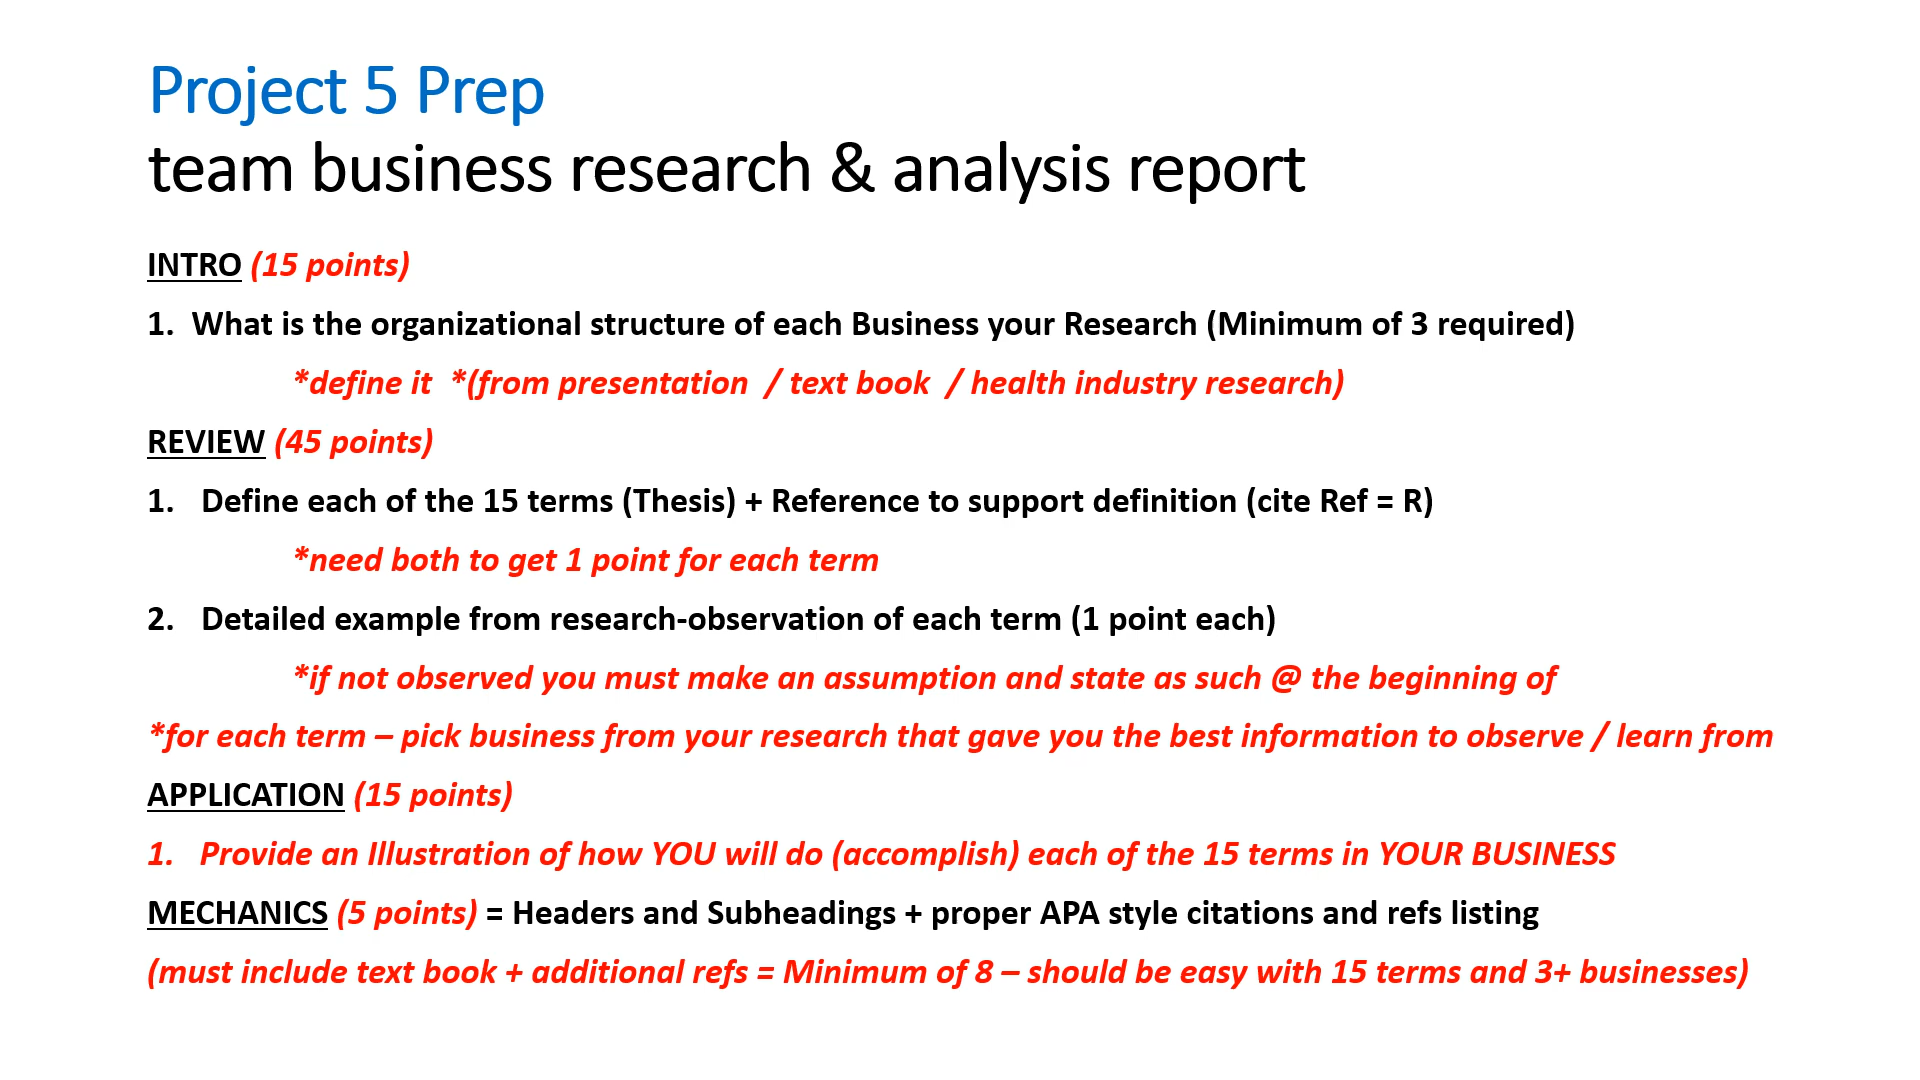 Project 5 Prep
team business research & analysis report
INTRO (15 points)
1. What is the organizational structure of each Business your Research (Minimum of 3 required)
*define it *(from presentation / text book / health industry research)
REVIEW (45 points)
1. Define each of the 15 terms (Thesis) + Reference to support definition (cite Ref = R)
*need both to get 1 point for each term
2. Detailed example from research-observation of each term (1 point each)
*if not observed you must make an assumption and state as such @ the beginning of
*for each term – pick business from your research that gave you the best information to observe / learn from
APPLICATION (15 points)
1. Provide an Illustration of how YOU will do (accomplish) each of the 15 terms in YOUR BUSINESS
MECHANICS (5 points) = Headers and Subheadings + proper APA style citations and refs listing
(must include text book + additional refs = Minimum of 8 – should be easy with 15 terms and 3+ businesses)